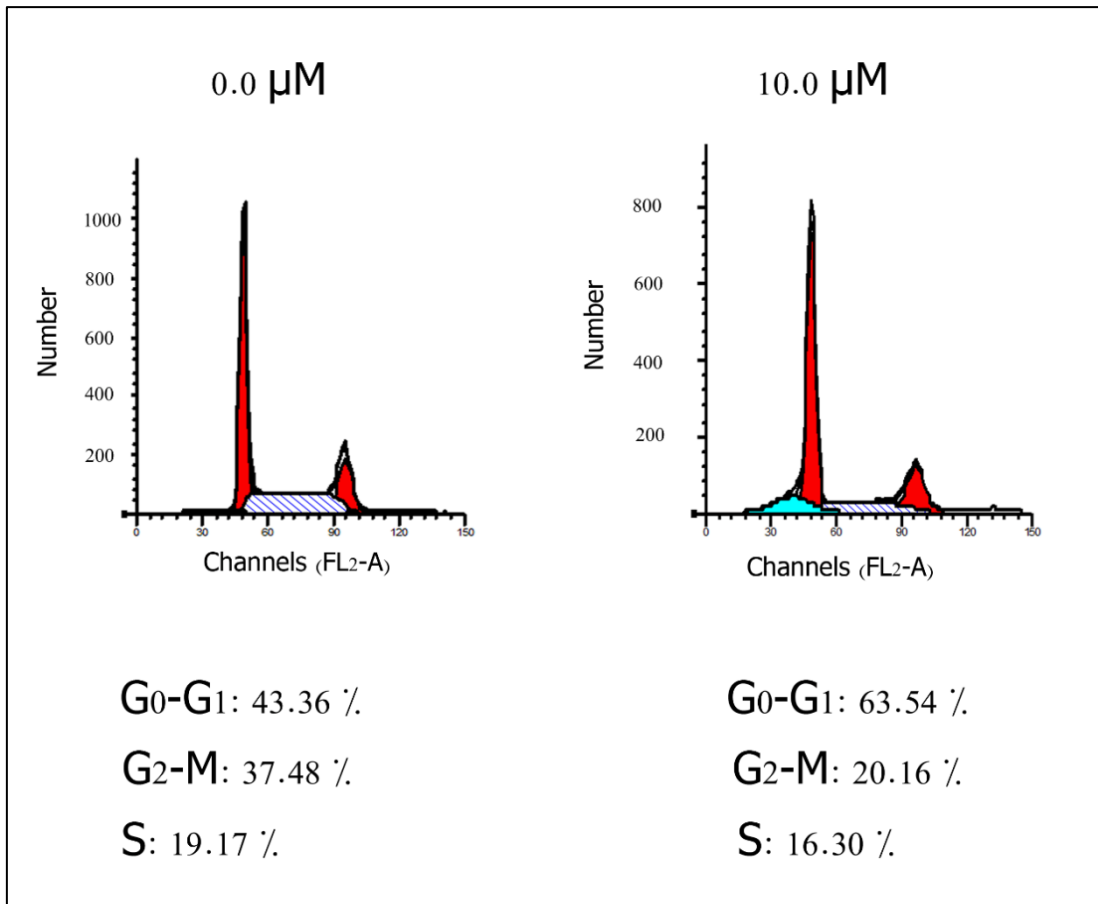 0.0 µM
1000
800
600
400
200
Number
0 30 60 90 120 150
Channels (FL2-A)
G0-G1: 43.36 ٪
G2-M: 37.48 ٪
S: 19.17 ٪
10.0 µM
800
600
400
200
Number
0 30 60 90 120 150
Channels (FL2-A)
G0-G1: 63.54 ٪
G2-M: 20.16 ٪
S: 16.30 ٪